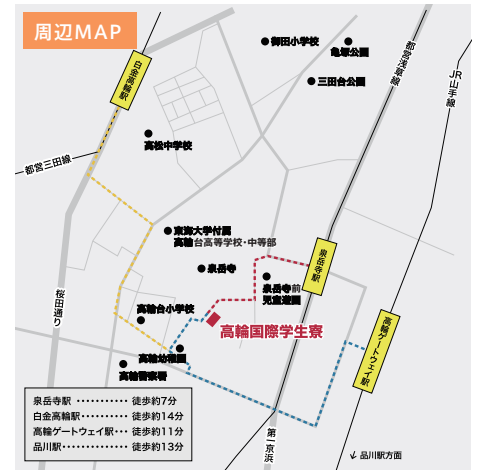 周辺MAP
御田小学校
亀塚公園
三田台公園
都営浅草線
JR山手線
白金高輪駅
高松中学校
都営三田線
東海大学付属
高輪台高等学校・中等部
泉岳寺
泉岳寺駅
泉岳寺前
児童遊園
桜田通り
高輪台小学校
高輪国際学生寮
高輪ゲートウェイ駅
高輪幼稚園
高輪警察署
泉岳寺駅 ・・・・・・・・・・・ 徒歩約7分
白金高輪駅・・・・・・・・・・ 徒歩約14分
高輪ゲートウェイ駅・・・ 徒歩約11分
品川駅・・・・・・・・・・・・・・ 徒歩約13分
第一京浜
↙ 品川駅方面